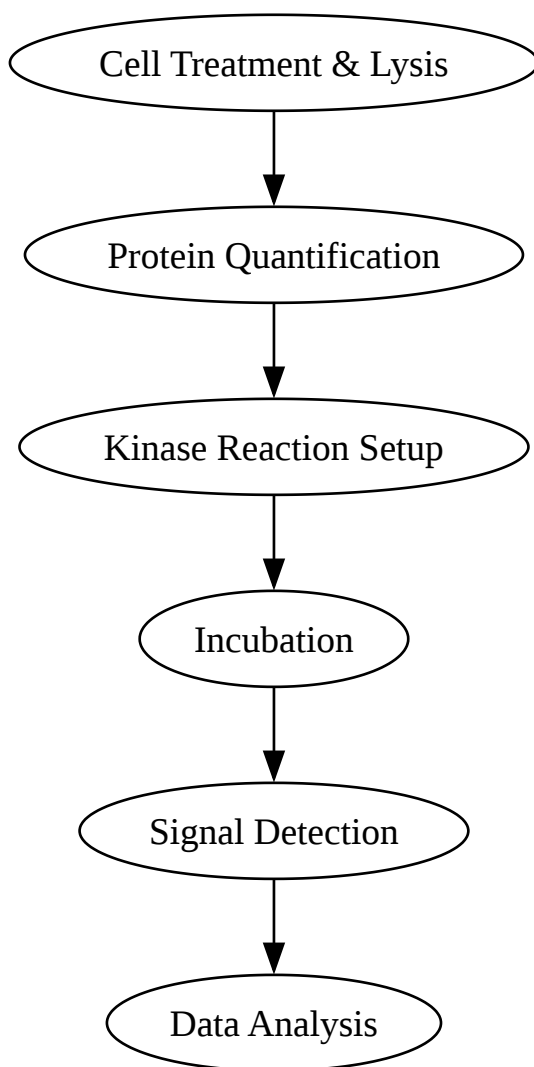 Cell Treatment & Lysis
Protein Quantification
Kinase Reaction Setup
Incubation
Signal Detection
Data Analysis